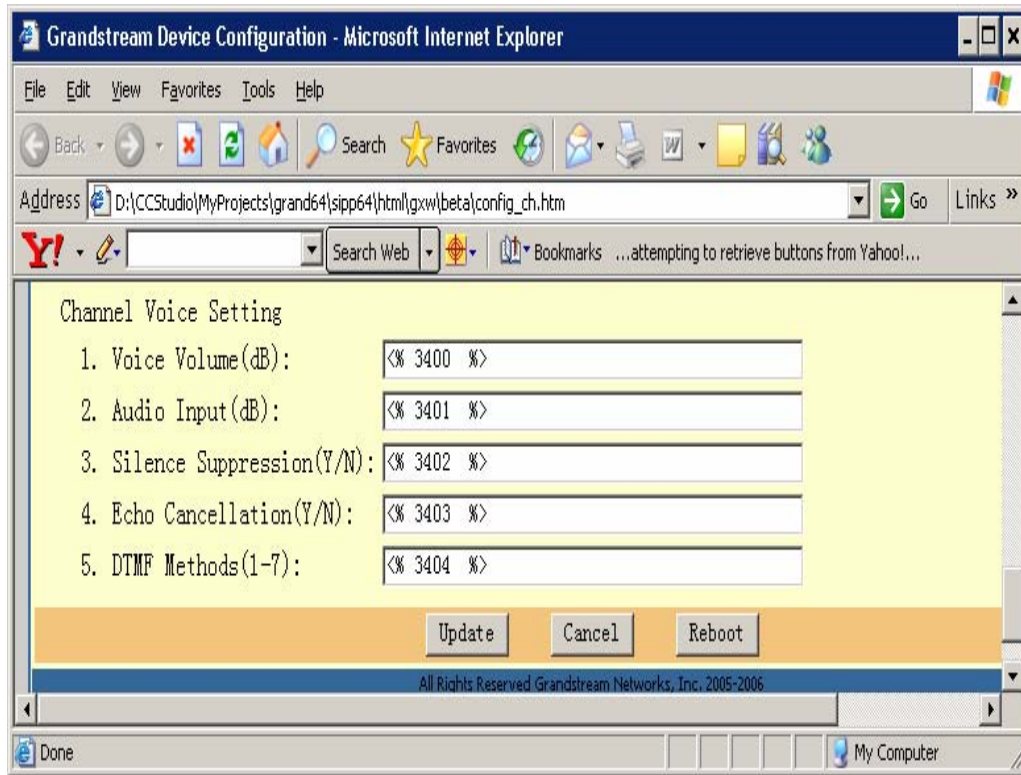 Grandstream Device Configuration - Microsoft Internet Explorer
File Edit View Favorites Tools Help
Back Search Favorites W
Address D:\CCStudio\MyProjects\grand64\sipp64\html\gxw\beta\config_ch.htm Go Links »
Y! Search Web Bookmarks ...attempting to retrieve buttons from Yahoo!...
Channel Voice Setting
1. Voice Volume(dB): <% 3400 %>
2. Audio Input(dB): <% 3401 %>
3. Silence Suppression(Y/N): <% 3402 %>
4. Echo Cancellation(Y/N): <% 3403 %>
5. DTMF Methods(1-7): <% 3404 %>
Update Cancel Reboot
All Rights Reserved Grandstream Networks, Inc. 2005-2006
Done My Computer